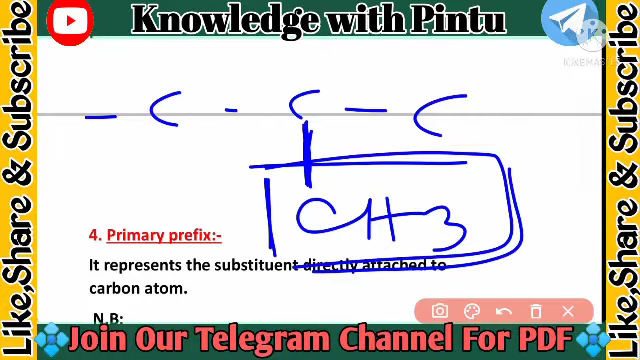 Knowledge with Pintu
KINEMASTER
Like,Share & Subscribe
Like,Share & Subscribe
- C - C - C
CH3
4. Primary prefix:-
It represents the substituent directly attached to
carbon atom.
N.B:
Join Our Telegram Channel For PDF